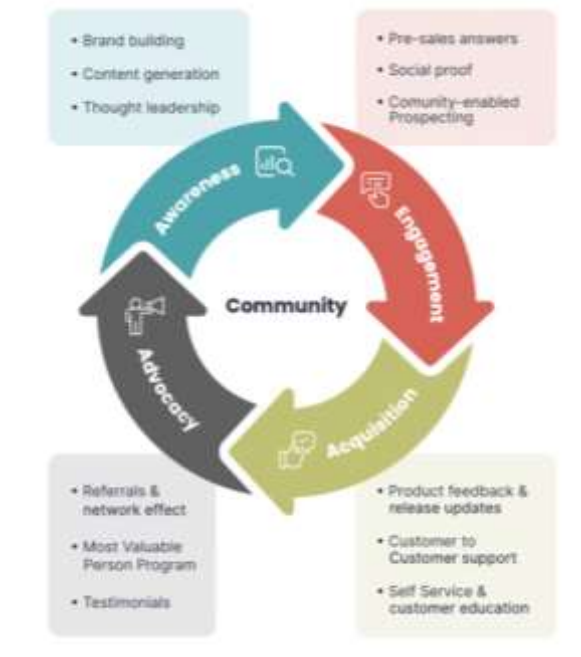 • Brand building
• Content generation
• Thought leadership
• Pre-sales answers
• Social proof
• Comunity-enabled
Prospecting
Awareness
Engagement
Community
Advocacy
Acquisition
• Referrals &
network effect
• Most Valuable
Person Program
• Testimonials
• Product feedback &
release updates
• Customer to
Customer support
• Self Service &
customer education